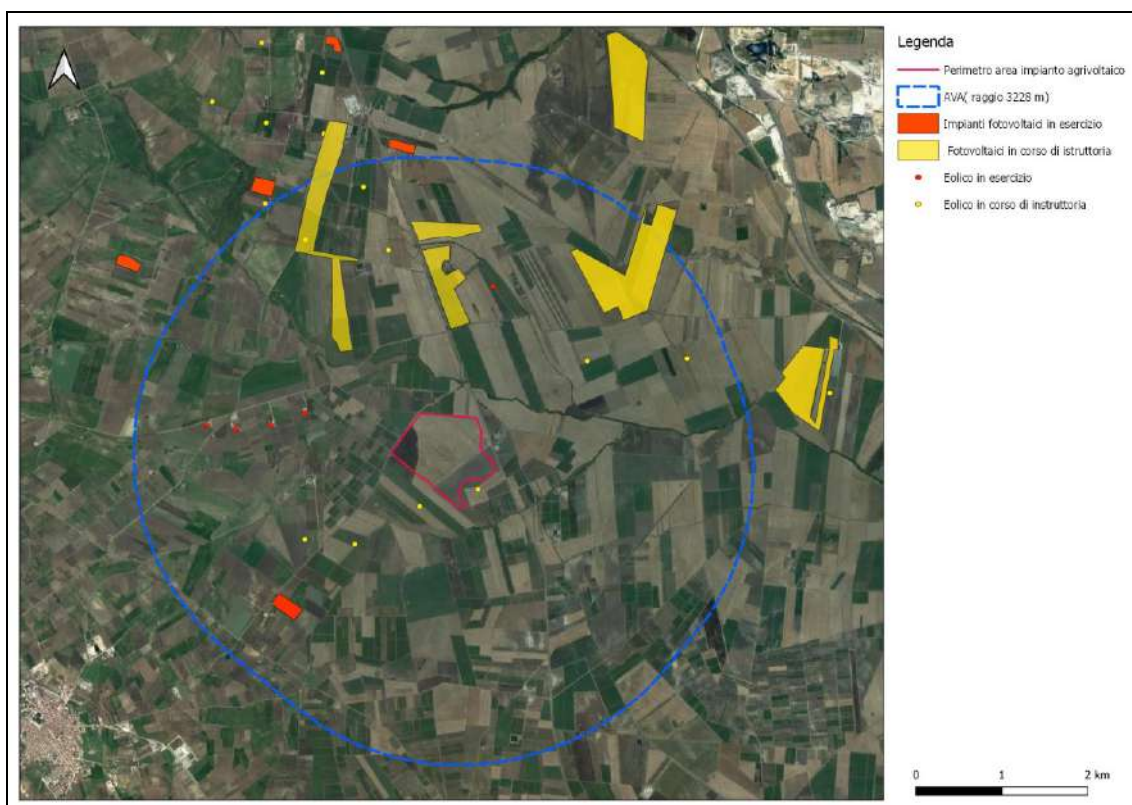 Legenda
Perimetro area impianto agrivoltaico
AVA( raggio 3228 m)
Impianti fotovoltaici in esercizio
Fotovoltaici in corso di istruttoria
Eolico in esercizio
Eolico in corso di instruttoria
0 1 2 km